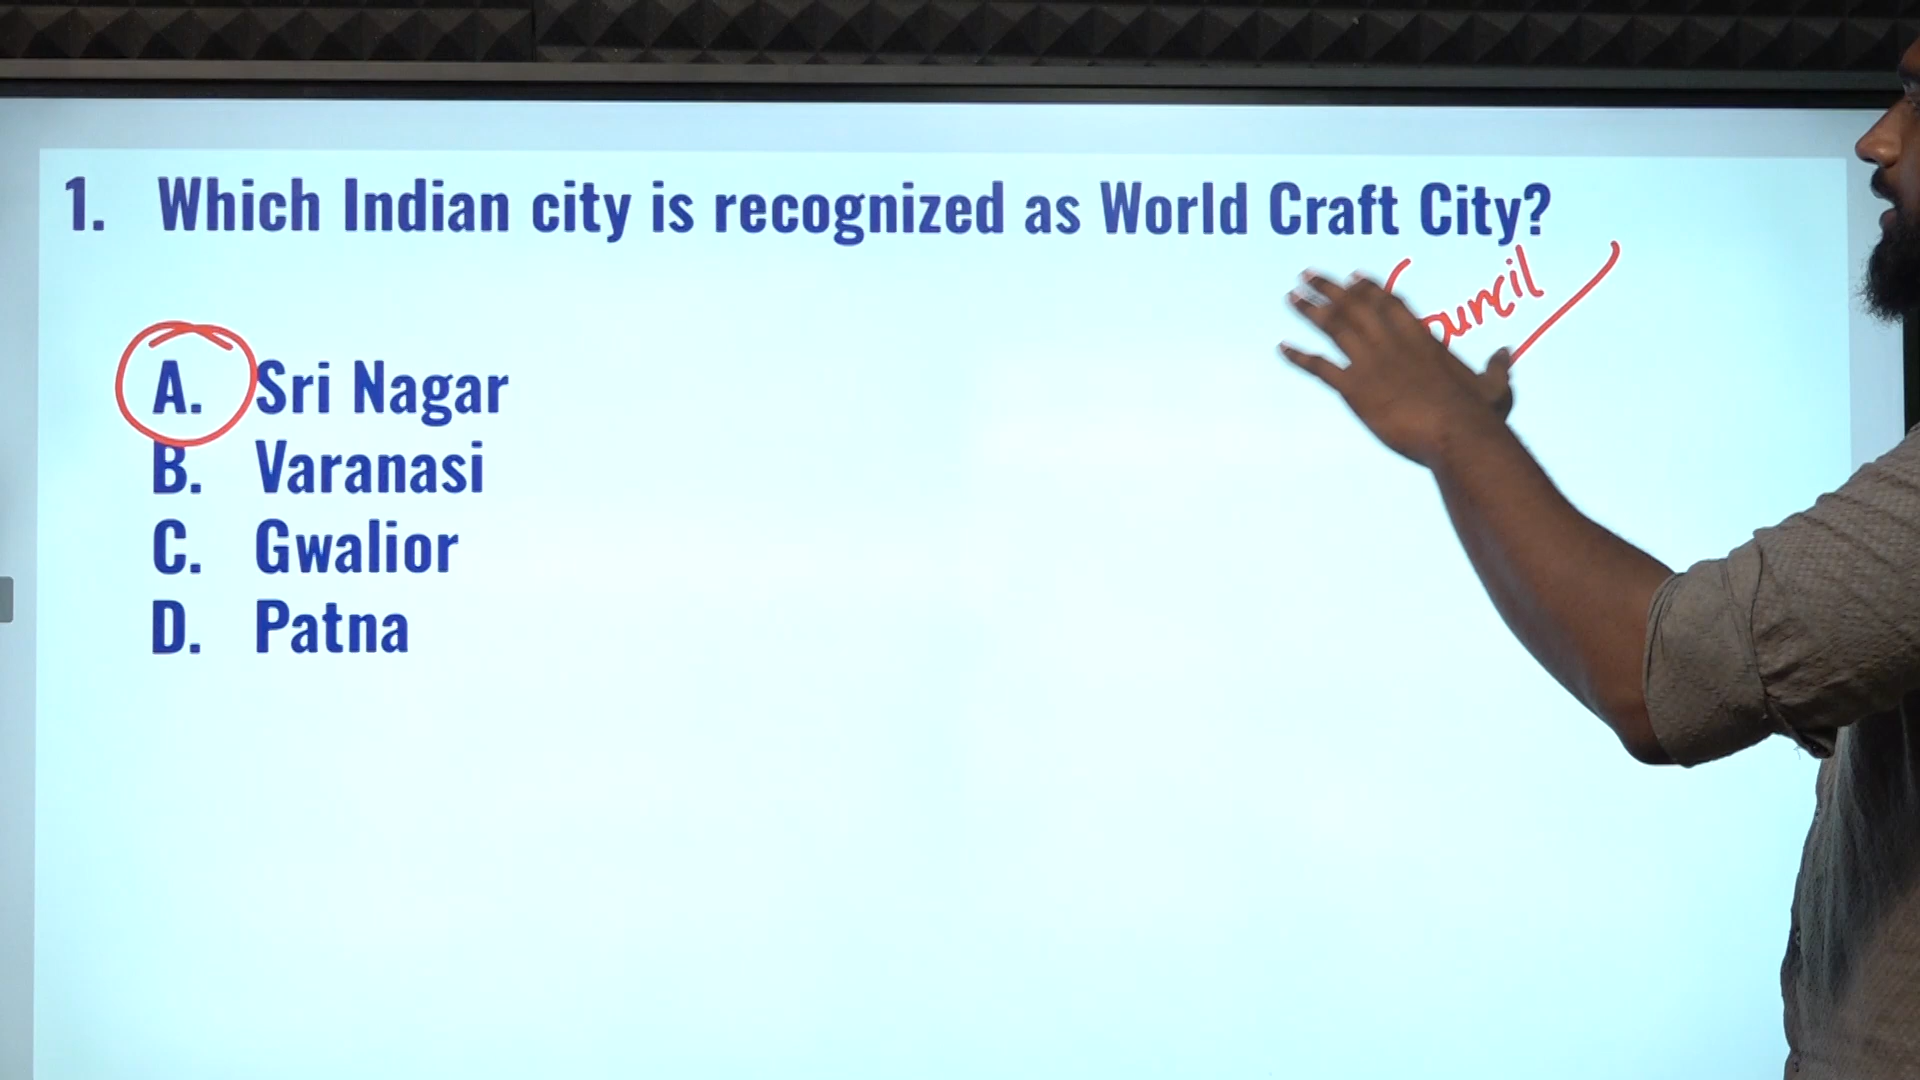 1. Which Indian city is recognized as World Craft City?
A. Sri Nagar
B. Varanasi
C. Gwalior
D. Patna